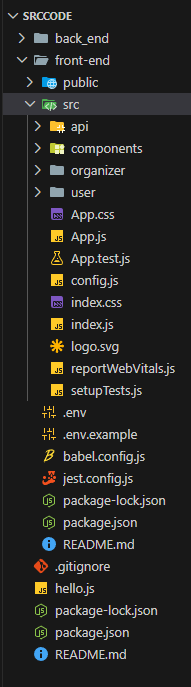 SRCCODE
back_end
front-end
public
src
api
components
organizer
user
App.css
App.js
App.test.js
config.js
index.css
index.js
logo.svg
reportWebVitals.js
setupTests.js
.env
.env.example
babel.config.js
jest.config.js
package-lock.json
package.json
README.md
.gitignore
hello.js
package-lock.json
package.json
README.md